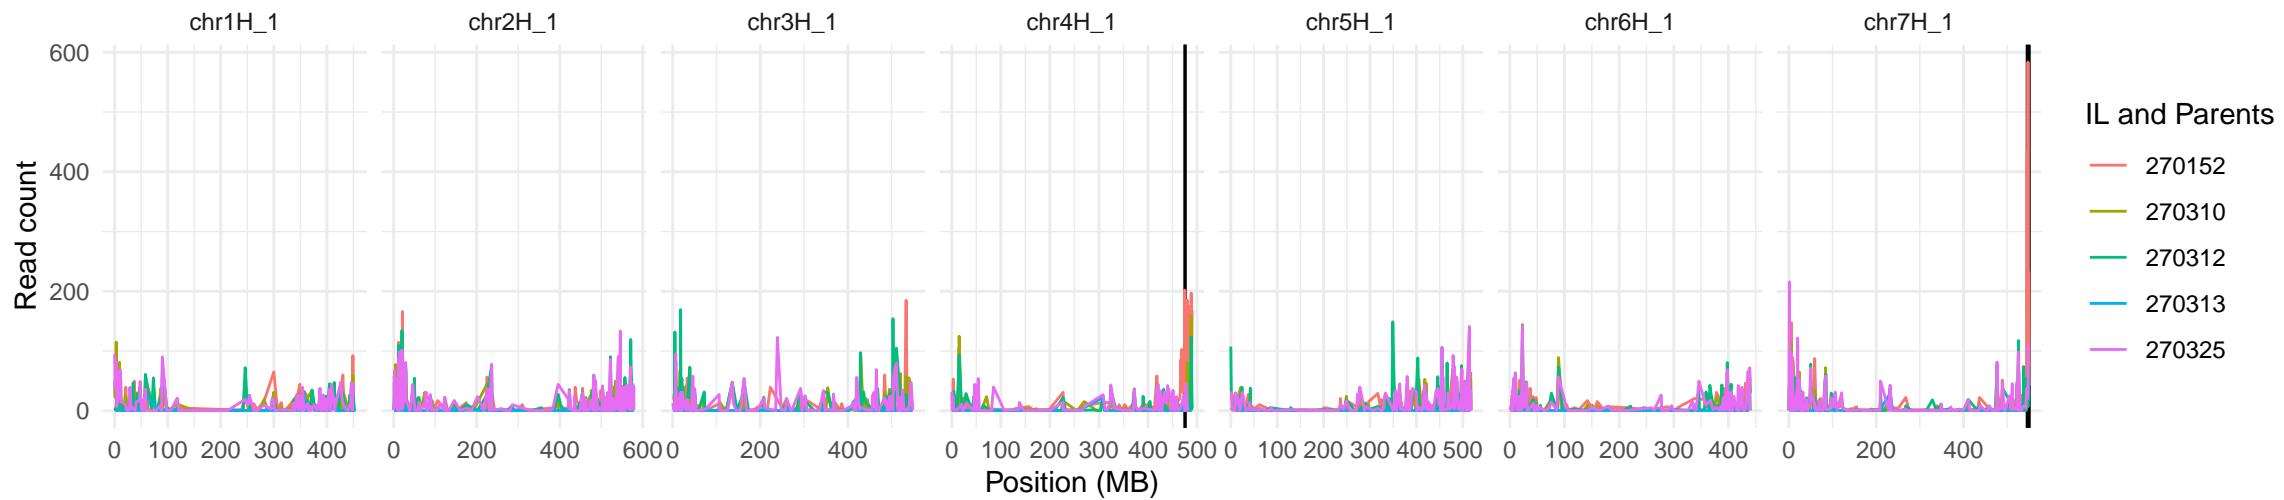 chr1H_1 chr2H_1 chr3H_1 chr4H_1 chr5H_1 chr6H_1 chr7H_1
600
400
200
0
Read count
0 100 200 300 400 0 200 400 600 0 200 400 0 100 200 300 400 500 0 100 200 300 400 500 0 100 200 300 400 0 200 400
Position (MB)
IL and Parents
270152
270310
270312
270313
270325